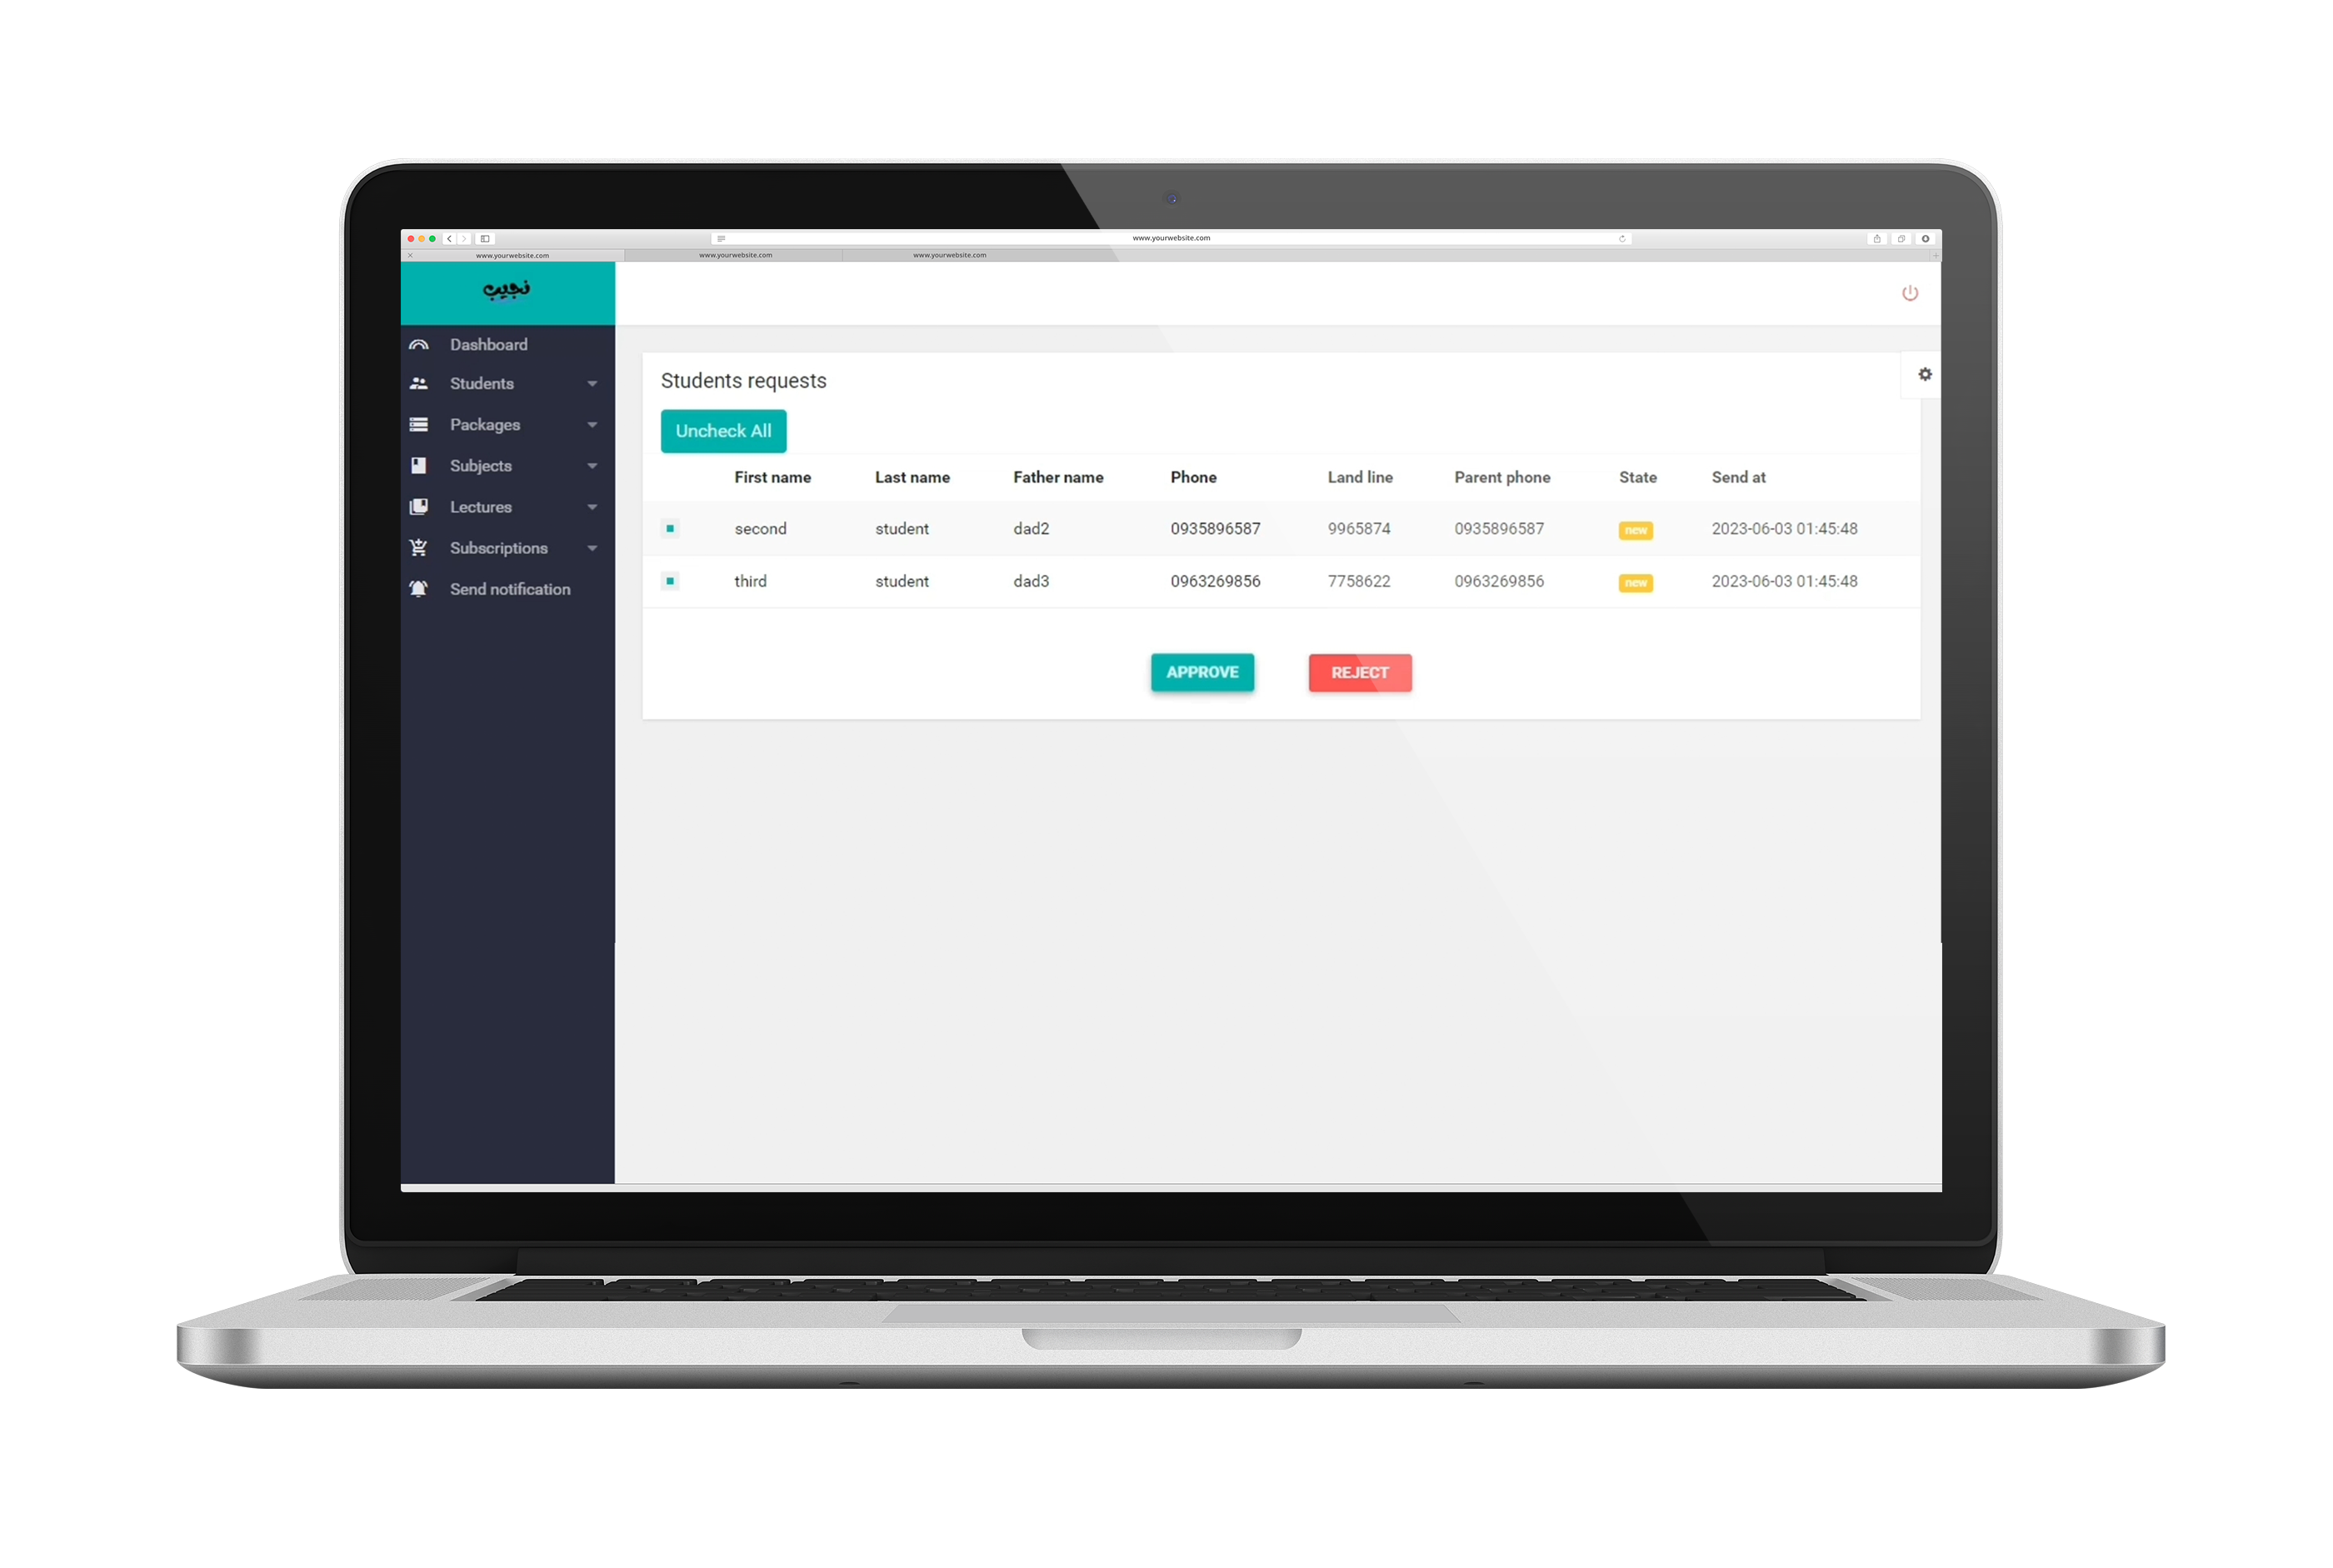 www.yourwebsite.com
www.yourwebsite.com www.yourwebsite.com www.yourwebsite.com
نجيب
Dashboard
Students
Packages
Subjects
Lectures
Subscriptions
Send notification
Students requests
Uncheck All
First name Last name Father name Phone Land line Parent phone State Send at
second student dad2 0935896587 9965874 0935896587 new 2023-06-03 01:45:48
third student dad3 0963269856 7758622 0963269856 new 2023-06-03 01:45:48
APPROVE REJECT